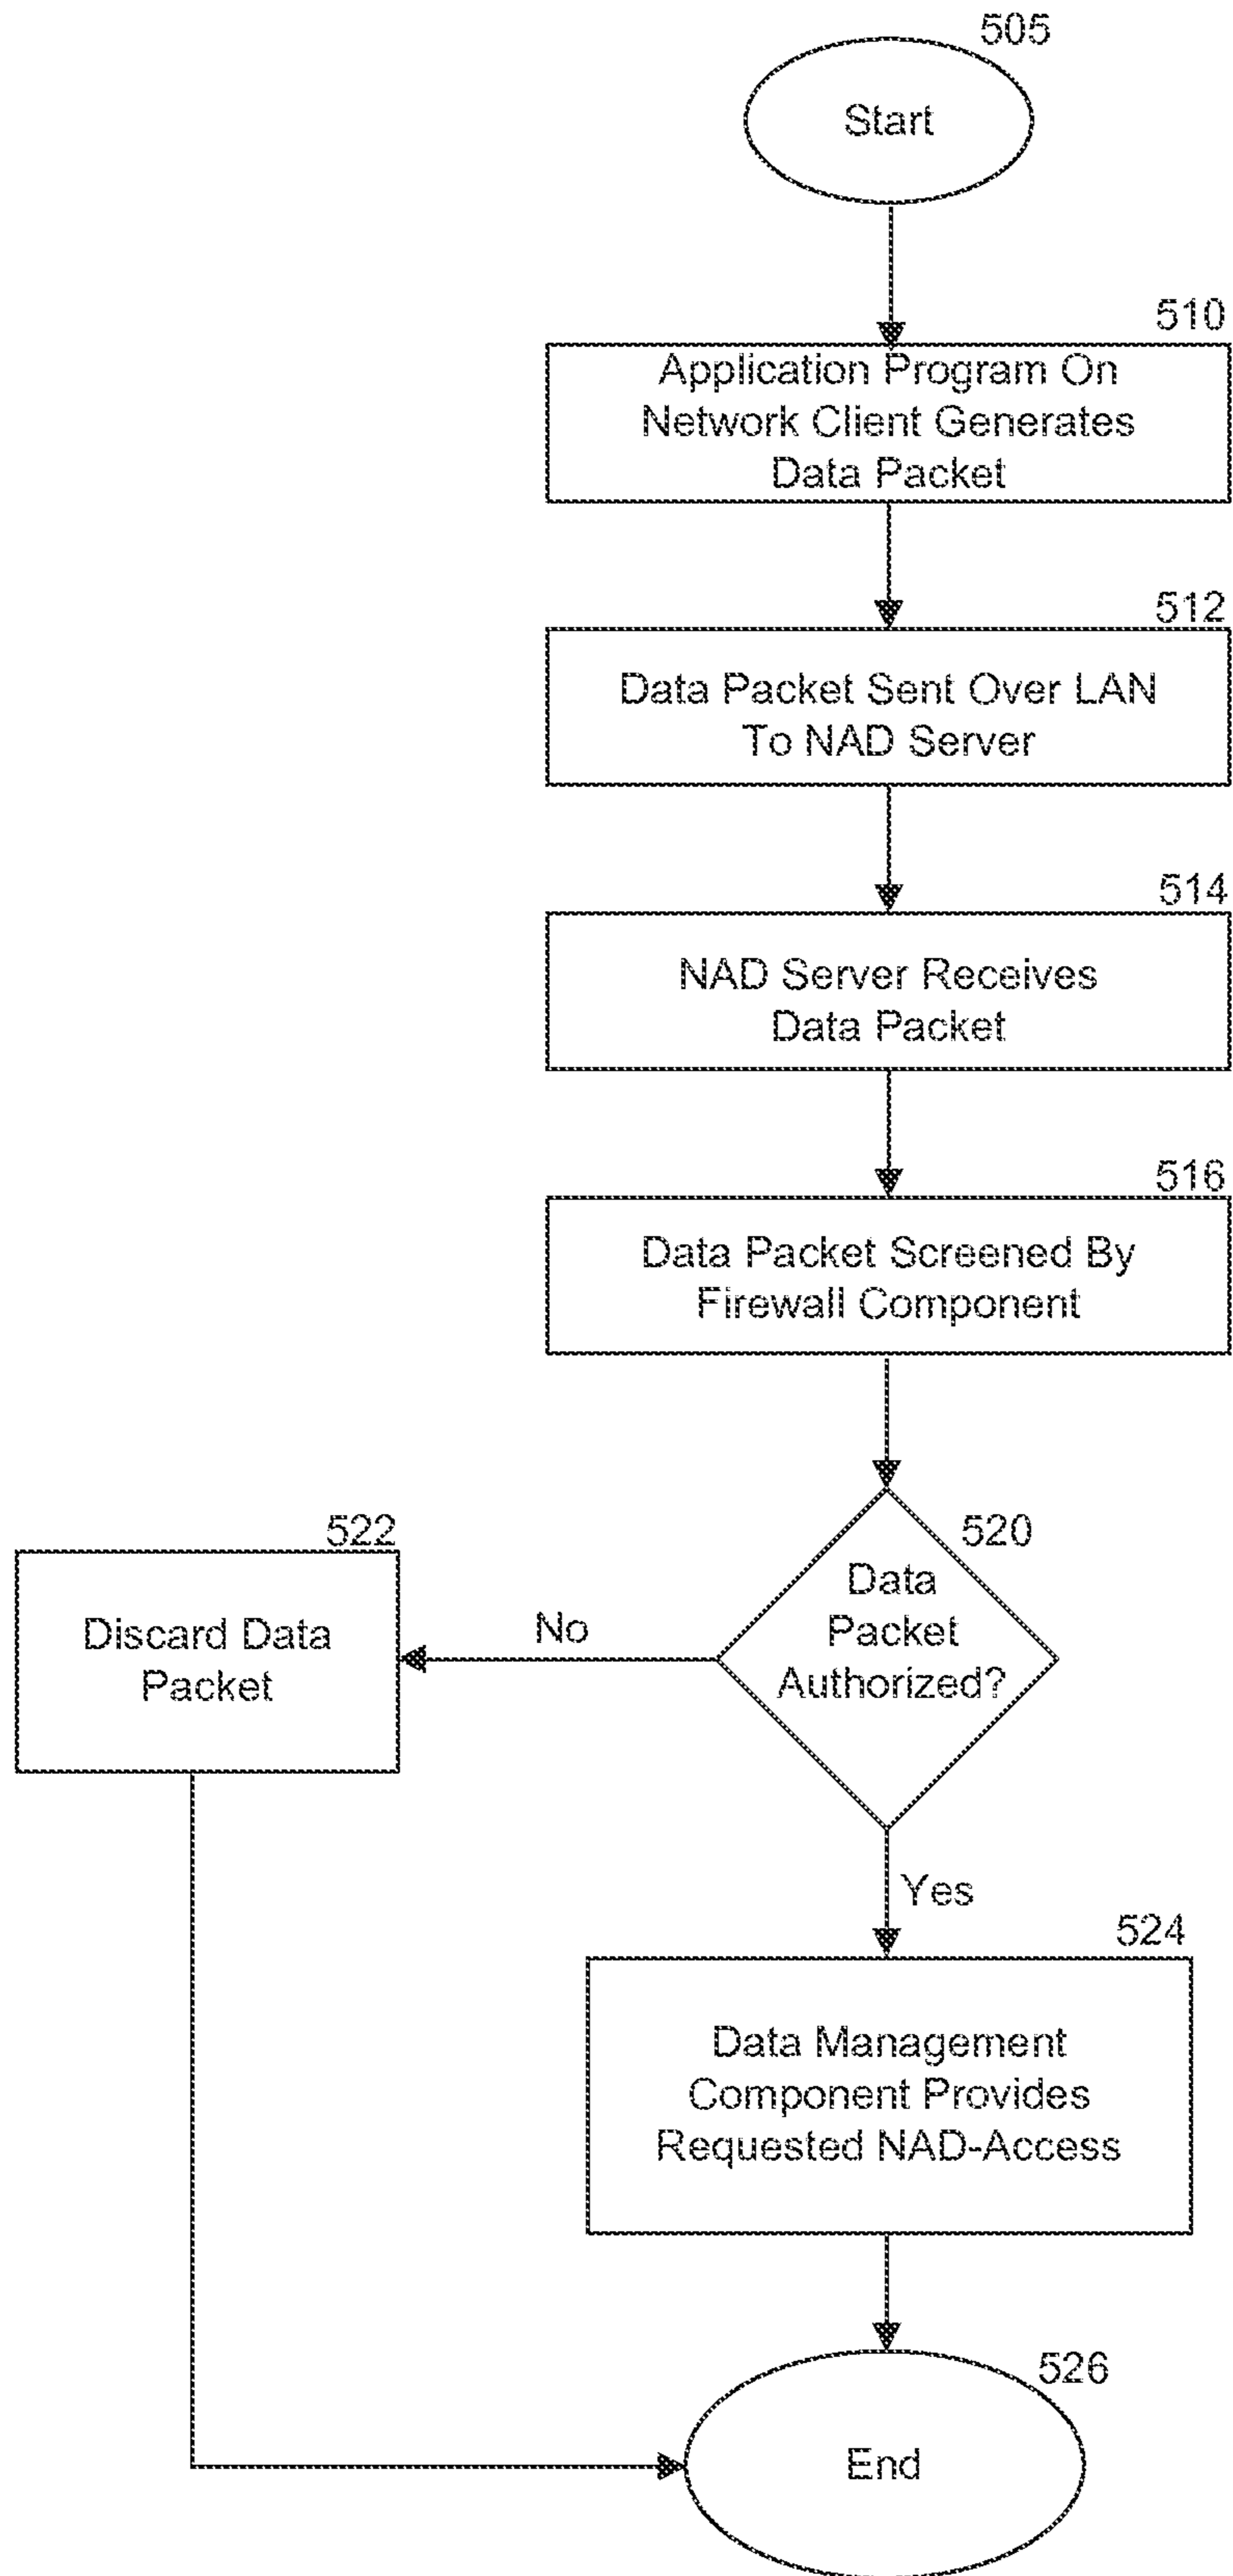 505
Start
510
Application Program On
Network Client Generates
Data Packet
512
Data Packet Sent Over LAN
To NAD Server
514
NAD Server Receives
Data Packet
516
Data Packet Screened By
Firewall Component
520
Data
Packet
Authorized?
No
522
Discard Data
Packet
Yes
524
Data Management
Component Provides
Requested NAD-Access
526
End